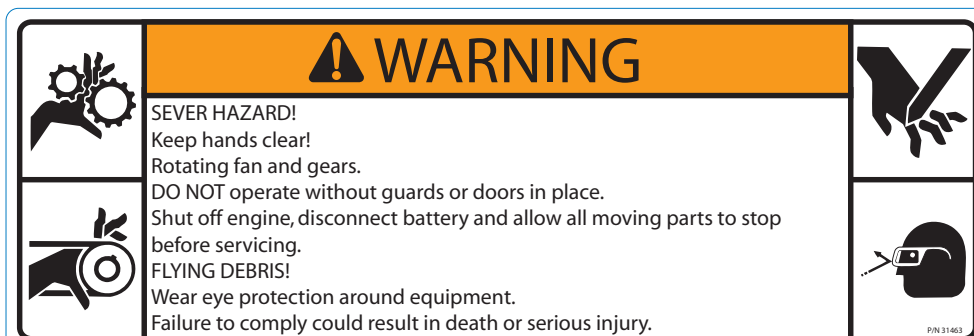 WARNING
SEVER HAZARD!
Keep hands clear!
Rotating fan and gears.
DO NOT operate without guards or doors in place.
Shut off engine, disconnect battery and allow all moving parts to stop
before servicing.
FLYING DEBRIS!
Wear eye protection around equipment.
Failure to comply could result in death or serious injury.
P/N 31463